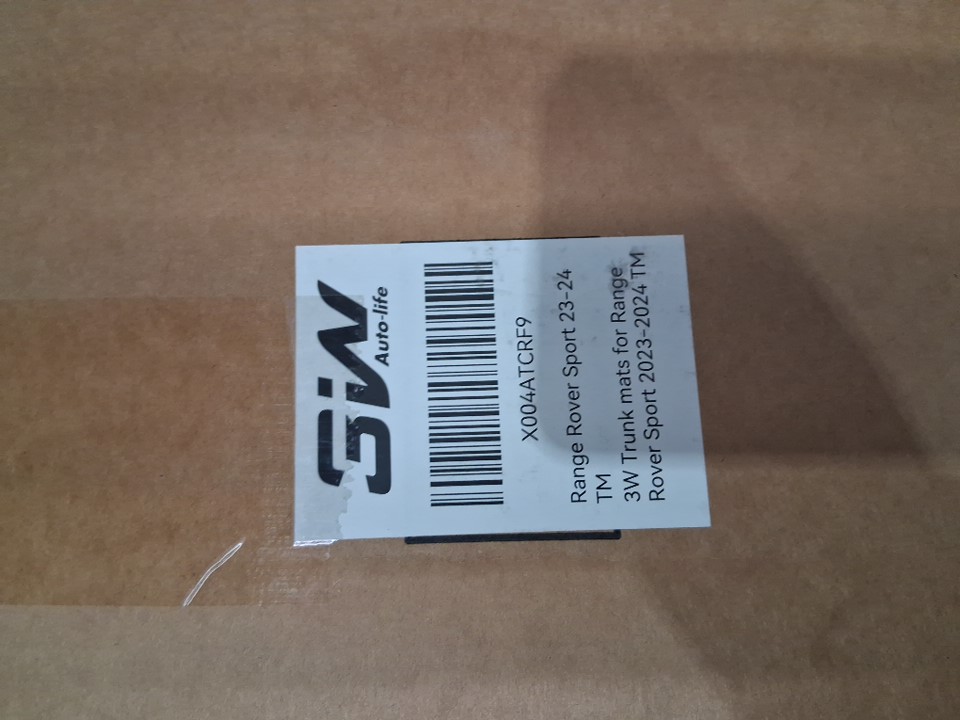 3W
Auto-life
X004ATCRF9
Range Rover Sport 23-24
TM
3W Trunk mats for Range
Rover Sport 2023-2024 TM